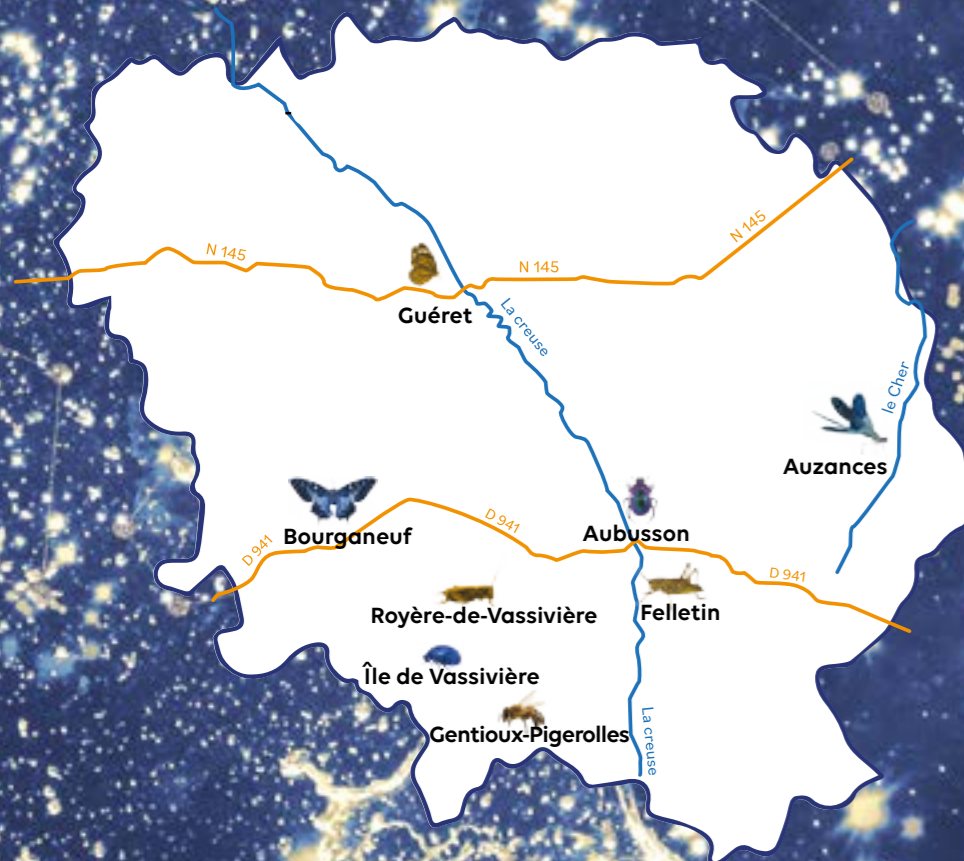 N 145
N 145
N 145
Guéret
La creuse
le Cher
Auzances
Bourganeuf
D 941
D 941
Aubusson
D 941
Royère-de-Vassivière
Felletin
Île de Vassivière
Gentioux-Pigerolles
La creuse